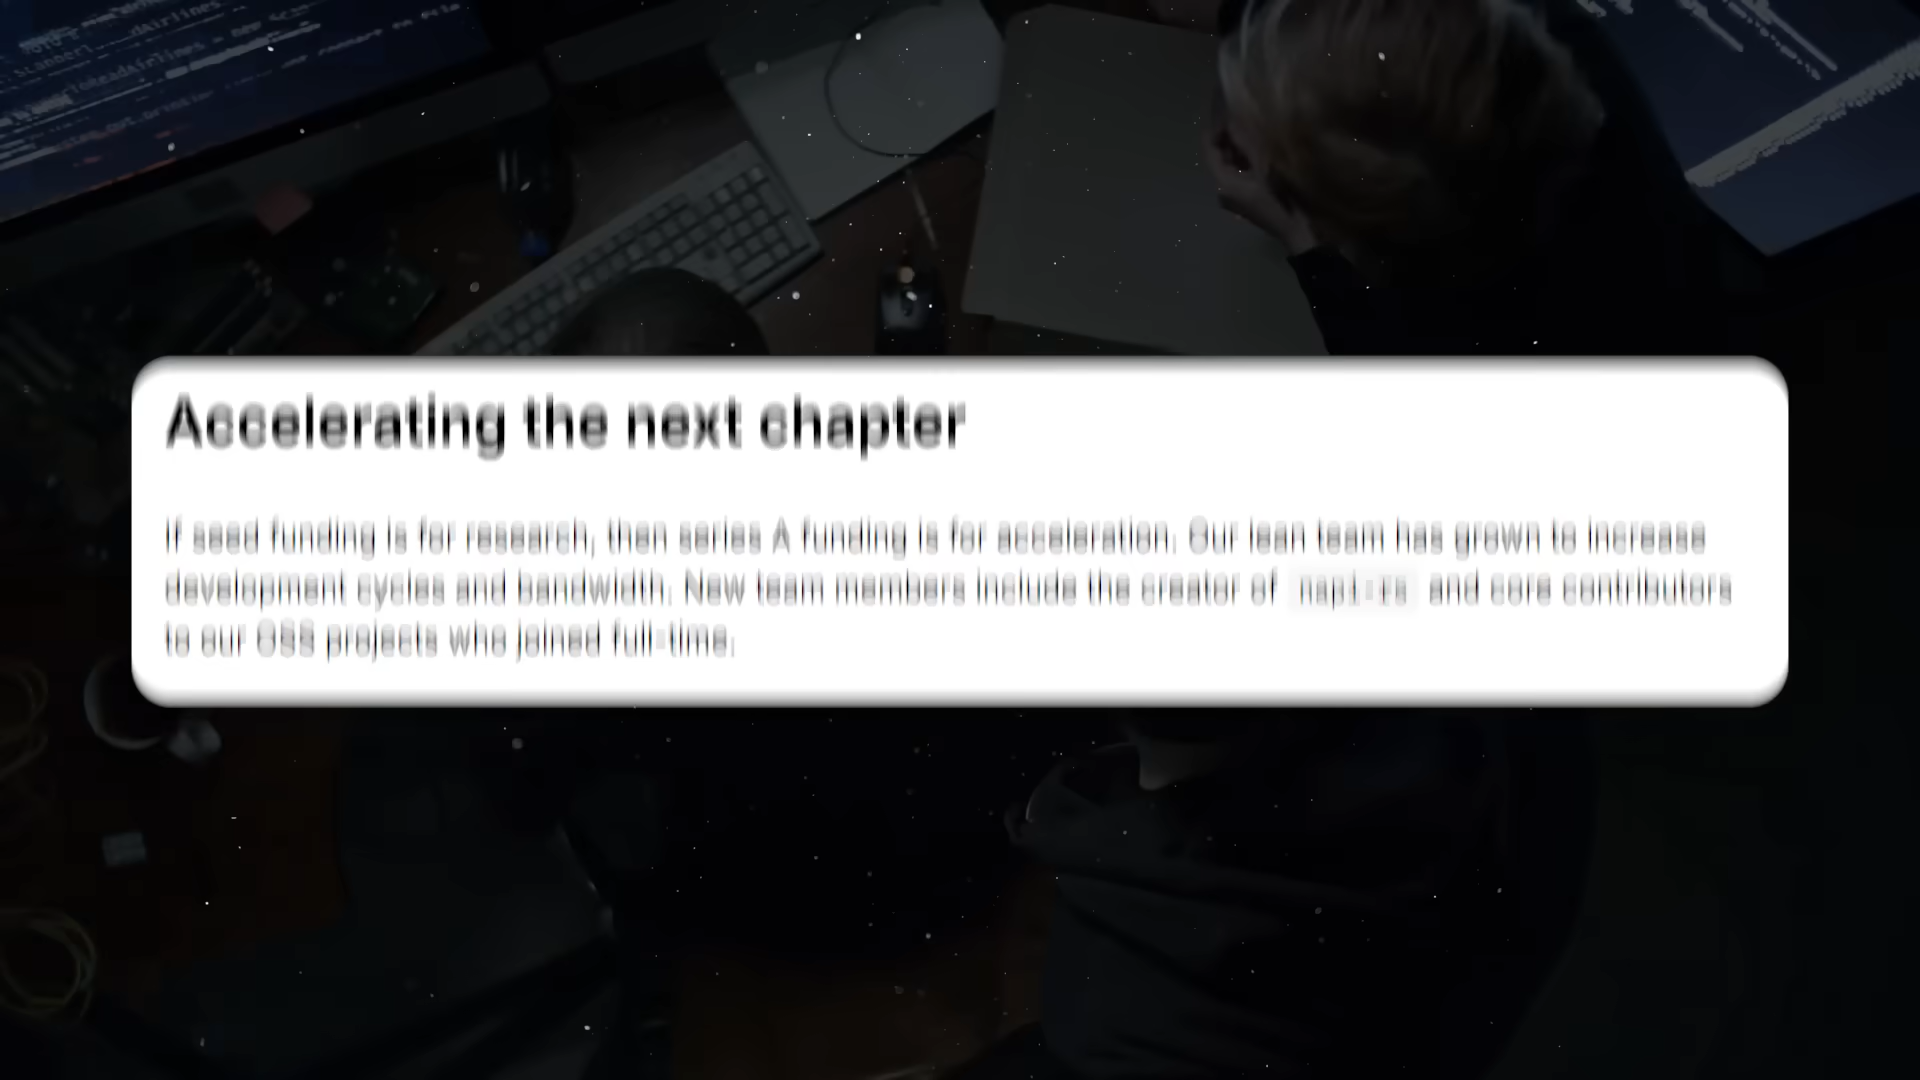 Accelerating the next chapter
If seed funding is for research, then series A funding is for acceleration. Our lean team has grown to increase
development cycles and bandwidth. New team members include the creator of napi-rs and core contributors
to our OSS projects who joined full-time.